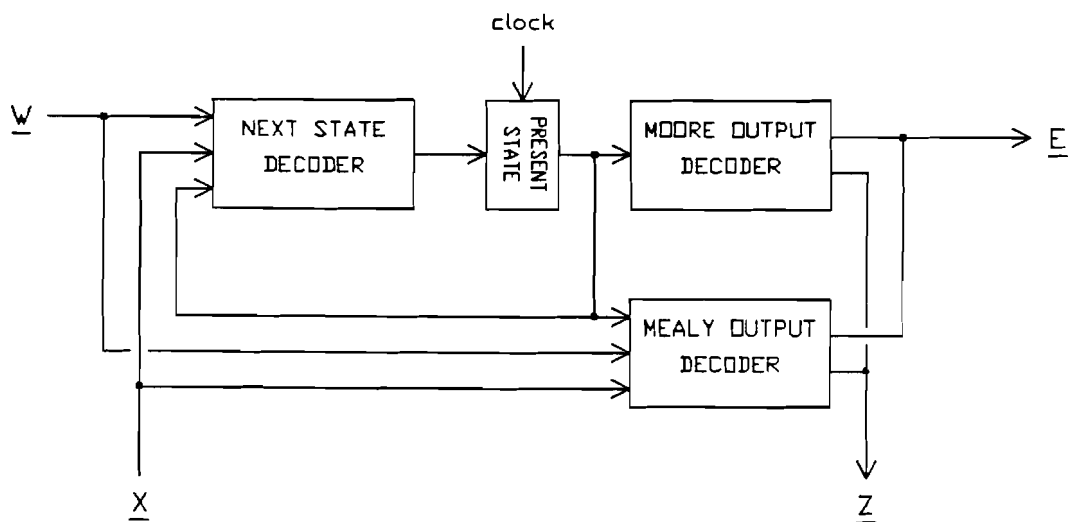 clock
W
NEXT STATE
DECODER
PRESENT
STATE
MOORE OUTPUT
DECODER
E
MEALY OUTPUT
DECODER
X
Z